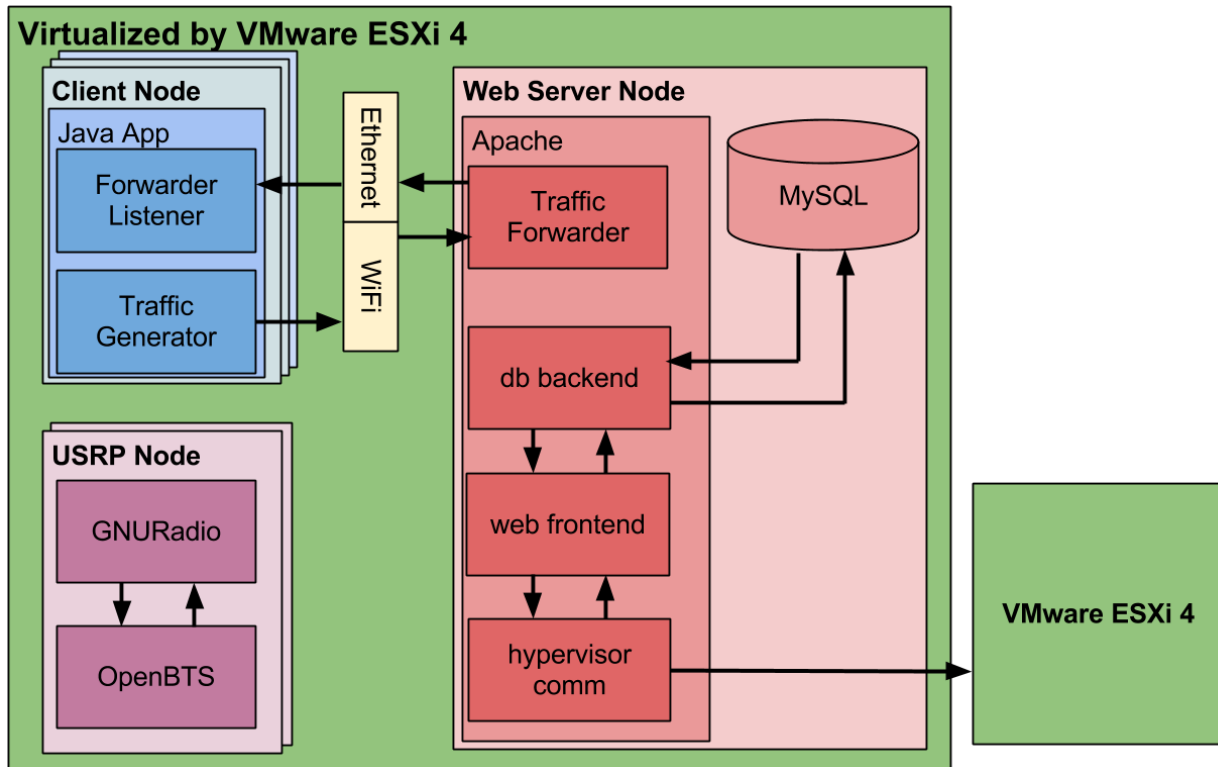 Virtualized by VMware ESXi 4
Client Node
Java App
Forwarder
Listener
Traffic
Generator
Ethernet
WiFi
Web Server Node
Apache
Traffic
Forwarder
MySQL
db backend
web frontend
hypervisor
comm
USRP Node
GNURadio
OpenBTS
VMware ESXi 4